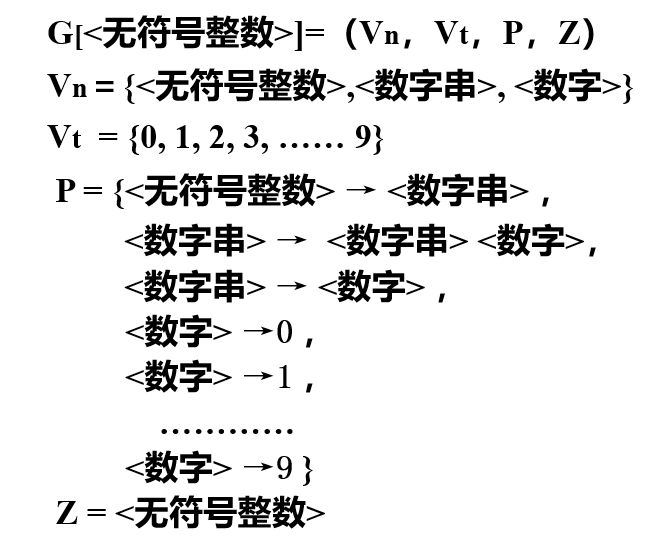 G[<无符号整数>]=（Vn，Vt，P，Z）
Vn = {<无符号整数>,<数字串>, <数字>}
Vt = {0, 1, 2, 3, …… 9}
P = {<无符号整数> → <数字串> ,
<数字串> → <数字串> <数字>,
<数字串> → <数字> ,
<数字> →0 ,
<数字> →1 ,
…………
<数字> →9 }
Z = <无符号整数>